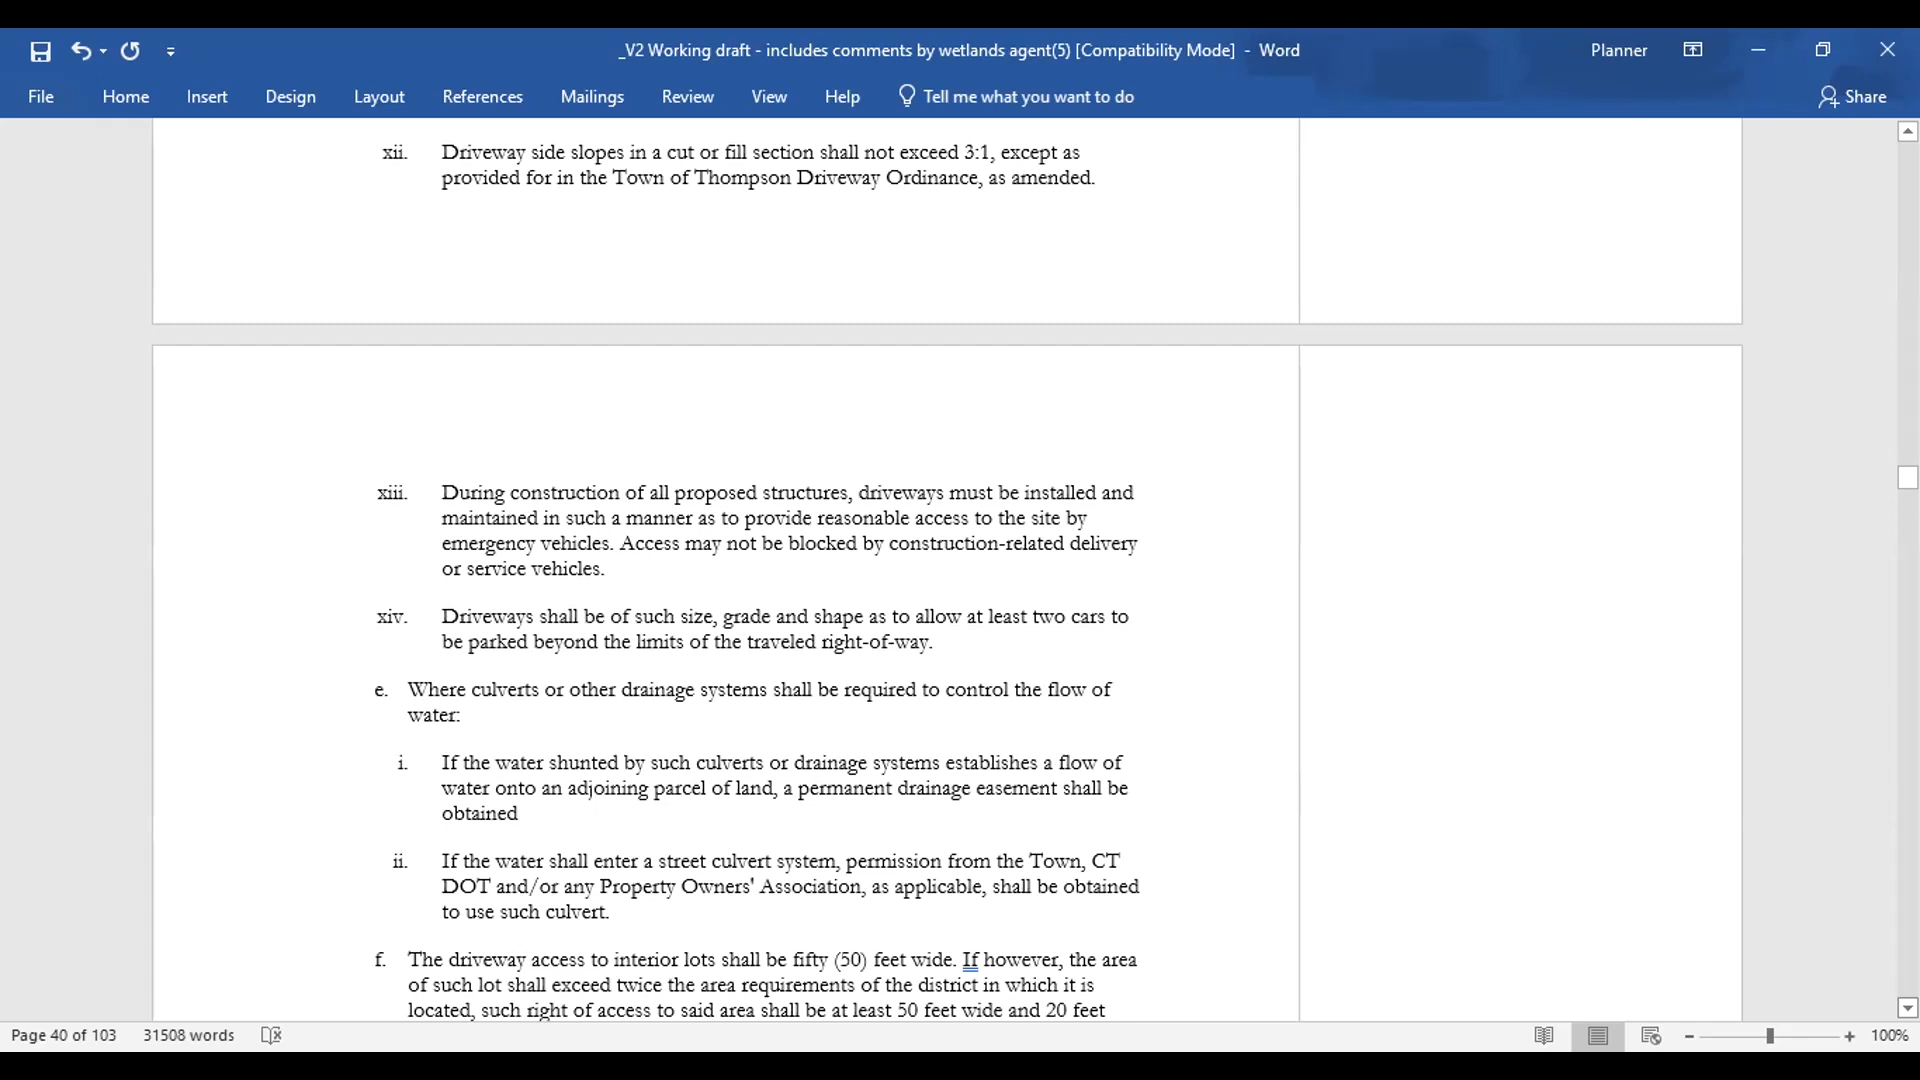 _V2 Working draft - includes comments by wetlands agent(5) [Compatibility Mode] - Word
Planner
File Home Insert Design Layout References Mailings Review View Help Tell me what you want to do Share
xii. Driveway side slopes in a cut or fill section shall not exceed 3:1, except as
provided for in the Town of Thompson Driveway Ordinance, as amended.
xiii. During construction of all proposed structures, driveways must be installed and
maintained in such a manner as to provide reasonable access to the site by
emergency vehicles. Access may not be blocked by construction-related delivery
or service vehicles.
xiv. Driveways shall be of such size, grade and shape as to allow at least two cars to
be parked beyond the limits of the traveled right-of-way.
e. Where culverts or other drainage systems shall be required to control the flow of
water:
i. If the water shunted by such culverts or drainage systems establishes a flow of
water onto an adjoining parcel of land, a permanent drainage easement shall be
obtained
ii. If the water shall enter a street culvert system, permission from the Town, CT
DOT and/or any Property Owners' Association, as applicable, shall be obtained
to use such culvert.
f. The driveway access to interior lots shall be fifty (50) feet wide. If however, the area
of such lot shall exceed twice the area requirements of the district in which it is
located, such right of access to said area shall be at least 50 feet wide and 20 feet
Page 40 of 103 31508 words 100%